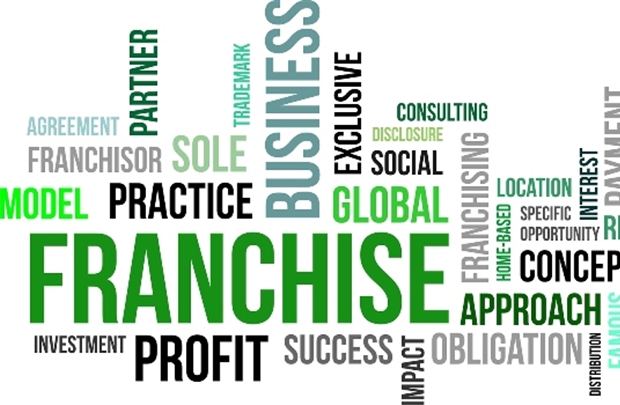 PARTNER
TRADEMARK
BUSINESS
EXCLUSIVE
CONSULTING
AGREEMENT
DISCLOSURE
FRANCHISOR
SOLE
SOCIAL
FRANCHISING
INTEREST
PAYMENT
MODEL
PRACTICE
GLOBAL
LOCATION
HOME-BASED
SPECIFIC
OPPORTUNITY
RE
FRANCHISE
CONCEP
APPROACH
FAMOUS
INVESTMENT
PROFIT
SUCCESS
IMPACT
OBLIGATION
DISTRIBUTION